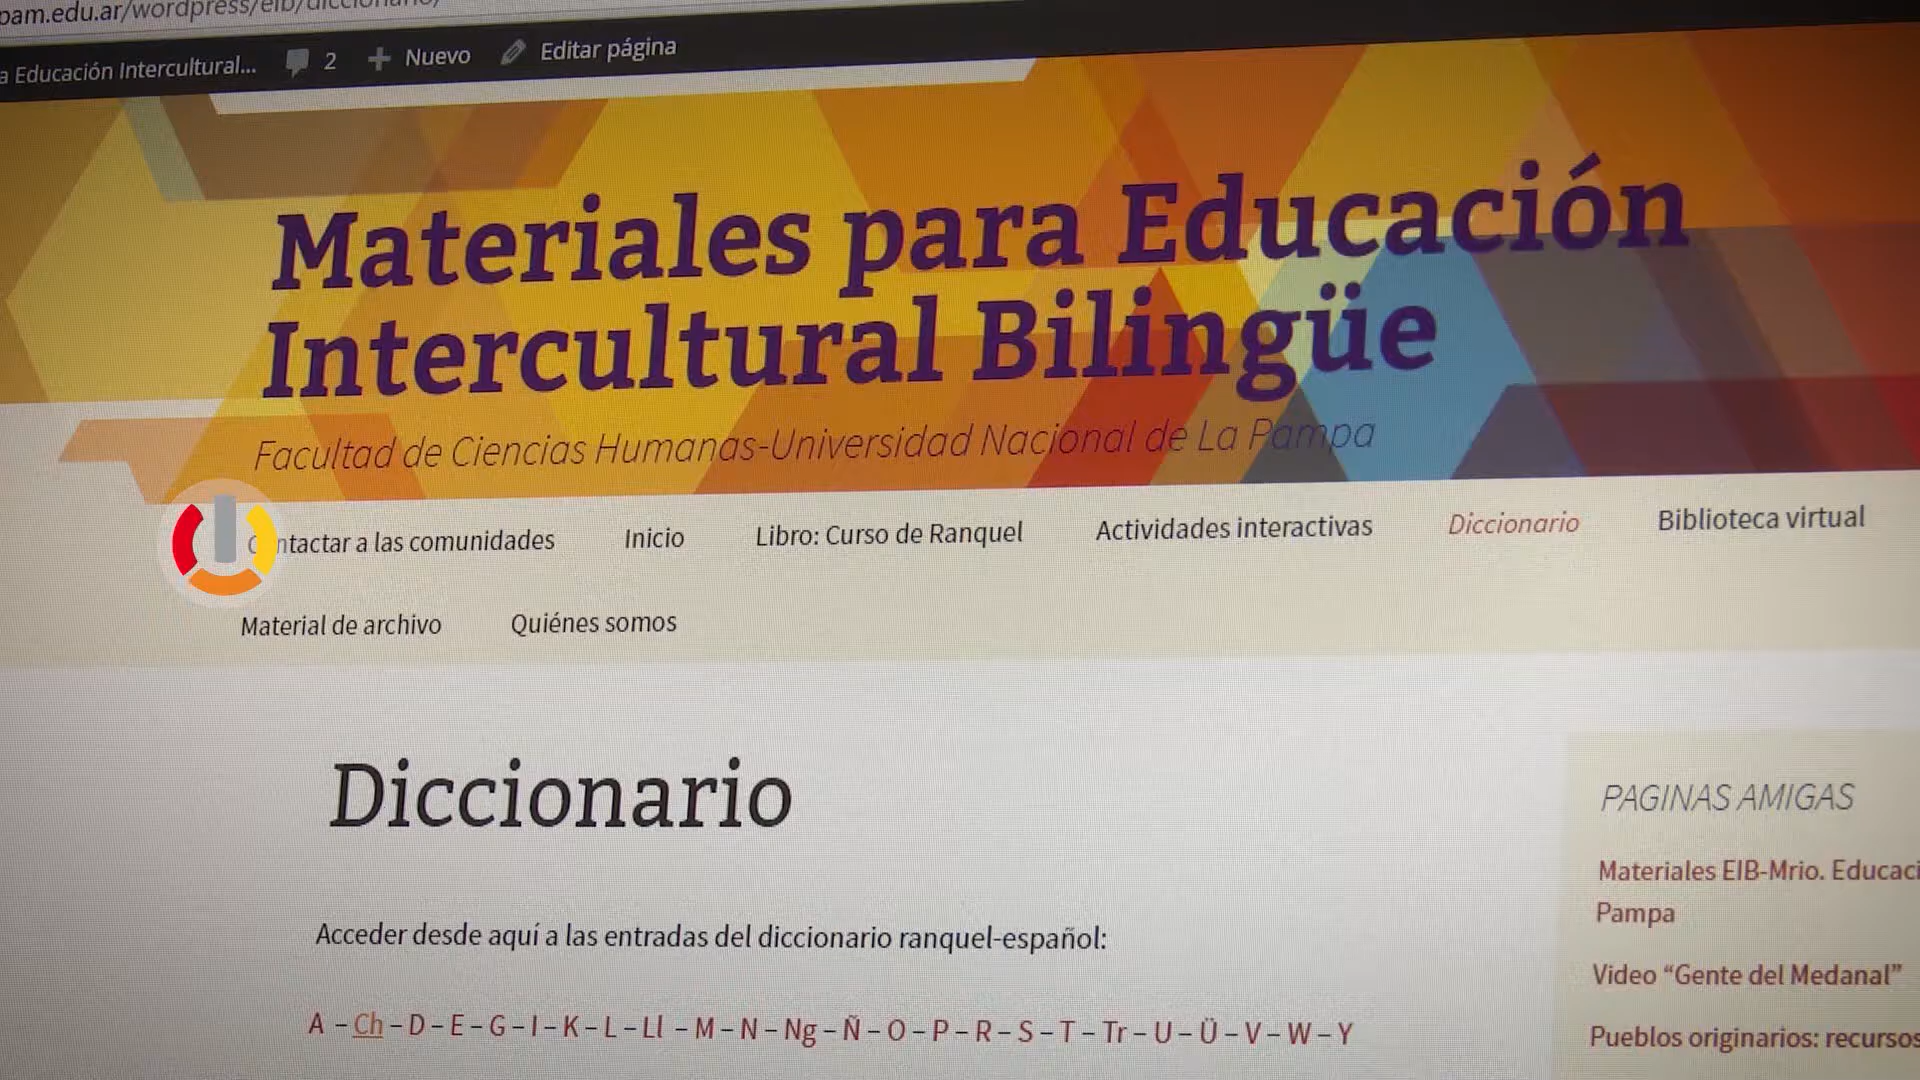 pam.edu.ar/wordpress/eib/diccionario/
a Educación Intercultural... 2 Nuevo Editar página
Materiales para Educación
Intercultural Bilingüe
Facultad de Ciencias Humanas-Universidad Nacional de La Pampa
Contactar a las comunidades Inicio Libro: Curso de Ranquel Actividades interactivas Diccionario Biblioteca virtual
Material de archivo Quiénes somos
Diccionario
Acceder desde aquí a las entradas del diccionario ranquel-español:
A – Ch – D – E – G – I – K – L – Ll – M – N – Ng – Ñ – O – P – R – S – T – Tr – U – Ü – V – W – Y
PAGINAS AMIGAS
Materiales EIB-Mrio. Educaci
Pampa
Video “Gente del Medanal”
Pueblos originarios: recursos